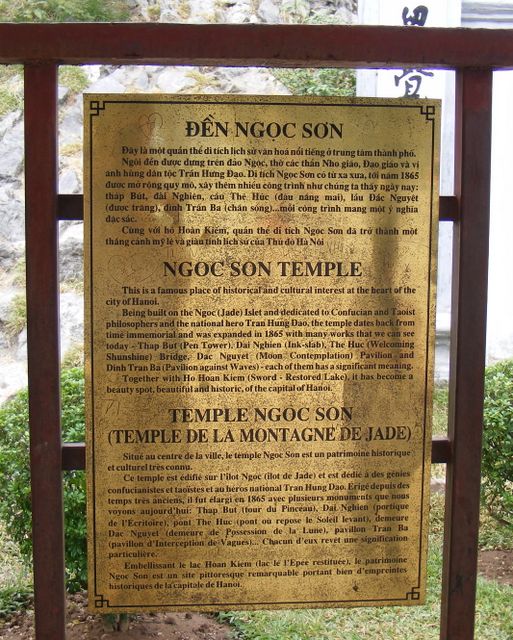 ĐỀN NGỌC SƠN
Đây là một quần thể di tích lịch sử văn hoá nổi tiếng ở trung tâm thành phố.
Ngôi đền được dựng trên đảo Ngọc, thờ các thần Nho giáo, Đạo giáo và vị
anh hùng dân tộc Trần Hưng Đạo. Di tích Ngọc Sơn có từ xa xưa, tới năm 1865
được mở rộng quy mô, xây thêm nhiều công trình như chúng ta thấy ngày nay:
tháp Bút, đài Nghiên, cầu Thê Húc (đậu nắng mai), lầu Đắc Nguyệt
(được trăng), đình Trấn Ba (chắn sóng)...mỗi công trình mang một ý nghĩa
đặc sắc.
Cùng với hồ Hoàn Kiếm, quần thể di tích Ngọc Sơn đã trở thành một
thắng cảnh mỹ lệ và giàu tính lịch sử của Thủ đô Hà Nội
NGOC SON TEMPLE
This is a famous place of historical and cultural interest at the heart of the
city of Hanoi.
Being built on the Ngoc (Jade) Islet and dedicated to Confucian and Taoist
philosophers and the national hero Tran Hung Dao, the temple dates back from
time immemorial and was expanded in 1865 with many works that we can see
today - Thap But (Pen Tower), Dai Nghien (Ink-slab), The Huc (Welcoming
Shunshine) Bridge, Dac Nguyet (Moon Contemplation) Pavilion and
Dinh Tran Ba (Pavilion against Waves) - each of them has a significant meaning.
Together with Ho Hoan Kiem (Sword - Restored Lake), it has become a
beauty spot, beautiful and historic, of the capital of Hanoi.
TEMPLE NGOC SON
(TEMPLE DE LA MONTAGNE DE JADE)
Situé au centre de la ville, le temple Ngoc Son est un patrimoine historique
et culturel très connu.
Ce temple est édifié sur l'îlot Ngoc (îlot de Jade) et est dédié à des génies
confucianistes et taoïstes et au héros national Tran Hung Dao. Erigé depuis des
temps très anciens, il fut élargi en 1865 avec plusieurs monuments que nous
voyons aujourd'hui: Thap But (tour du Pinceau), Dai Nghien (portique
de l'Ecritoire), pont The Huc (pont où repose le Soleil levant), demeure
Dac Nguyet (demeure de Possession de la Lune), pavillon Tran Ba
(pavillon d'Interception de Vagues)... Chacun d'eux revêt une signification
particulière.
Embellissant le lac Hoan Kiem (lac de l'Epée restituée), le patrimoine
Ngoc Son est un site pittoresque remarquable portant bien d'empreintes
historiques de la capitale de Hanoi.